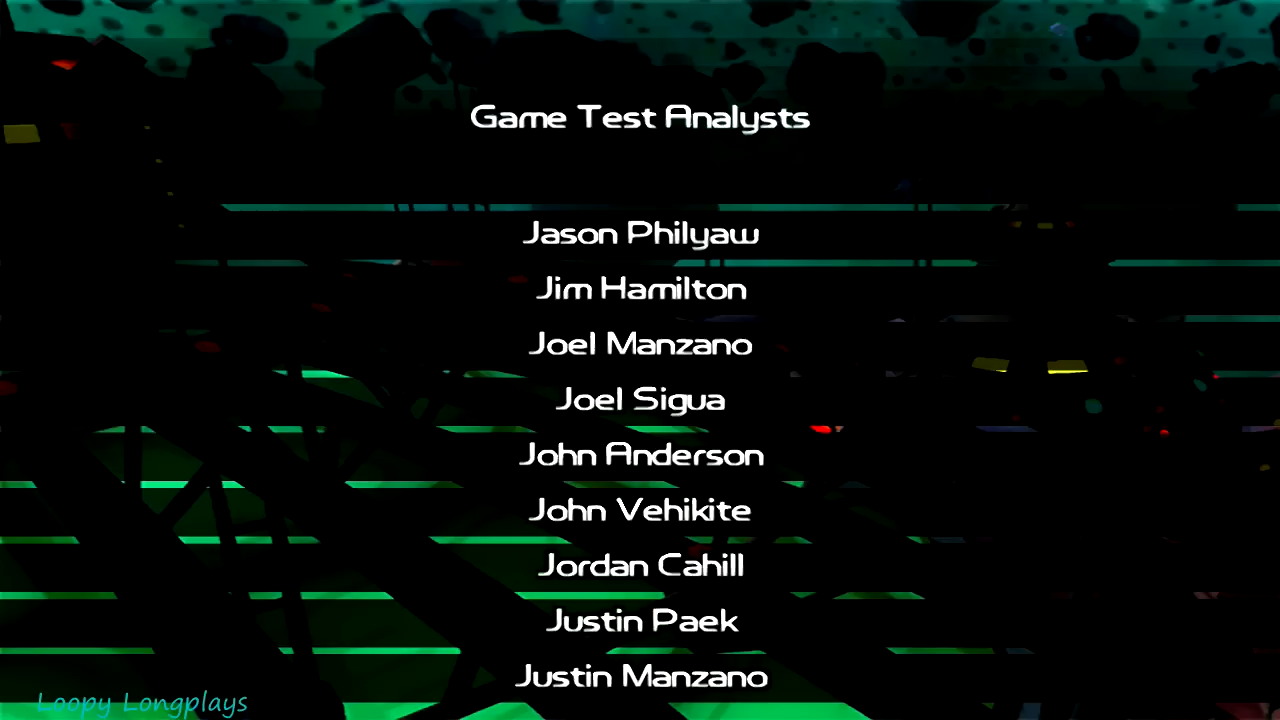 Game Test Analysts
Jason Philyaw
Jim Hamilton
Joel Manzano
Joel Sigua
John Anderson
John Vehikite
Jordan Cahill
Justin Paek
Justin Manzano
Loopy Longplays